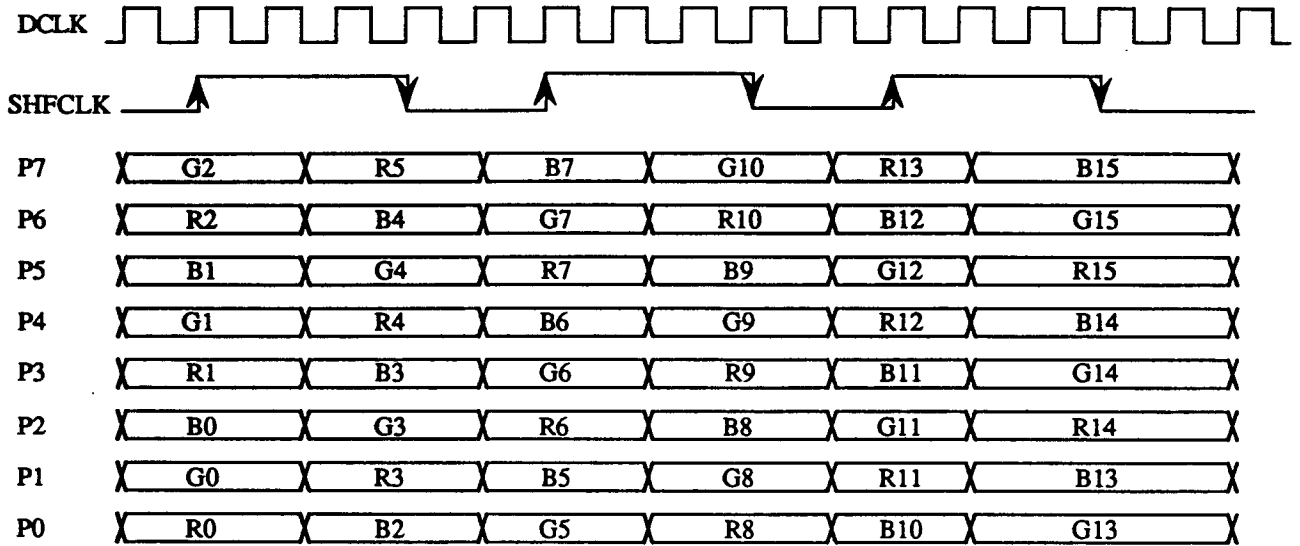 DCLK
SHFCLK
P7 G2 R5 B7 G10 R13 B15
P6 R2 B4 G7 R10 B12 G15
P5 B1 G4 R7 B9 G12 R15
P4 G1 R4 B6 G9 R12 B14
P3 R1 B3 G6 R9 B11 G14
P2 B0 G3 R6 B8 G11 R14
P1 G0 R3 B5 G8 R11 B13
P0 R0 B2 G5 R8 B10 G13